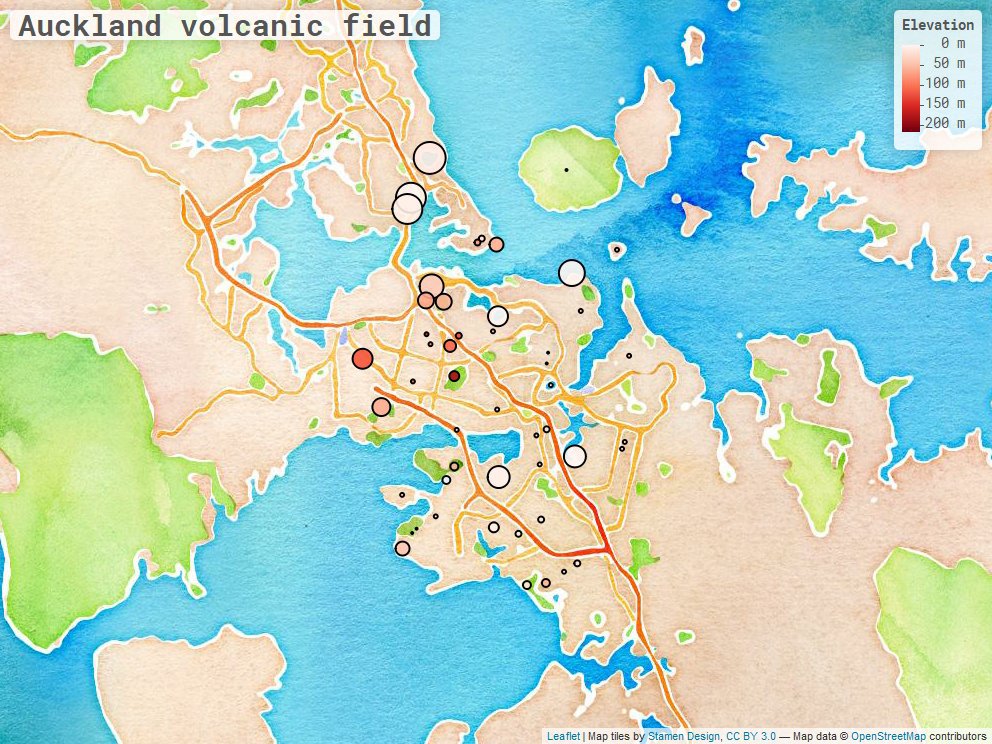 Auckland volcanic field
Elevation
0 m
50 m
100 m
150 m
200 m
Leaflet | Map tiles by Stamen Design, CC BY 3.0 — Map data © OpenStreetMap contributors